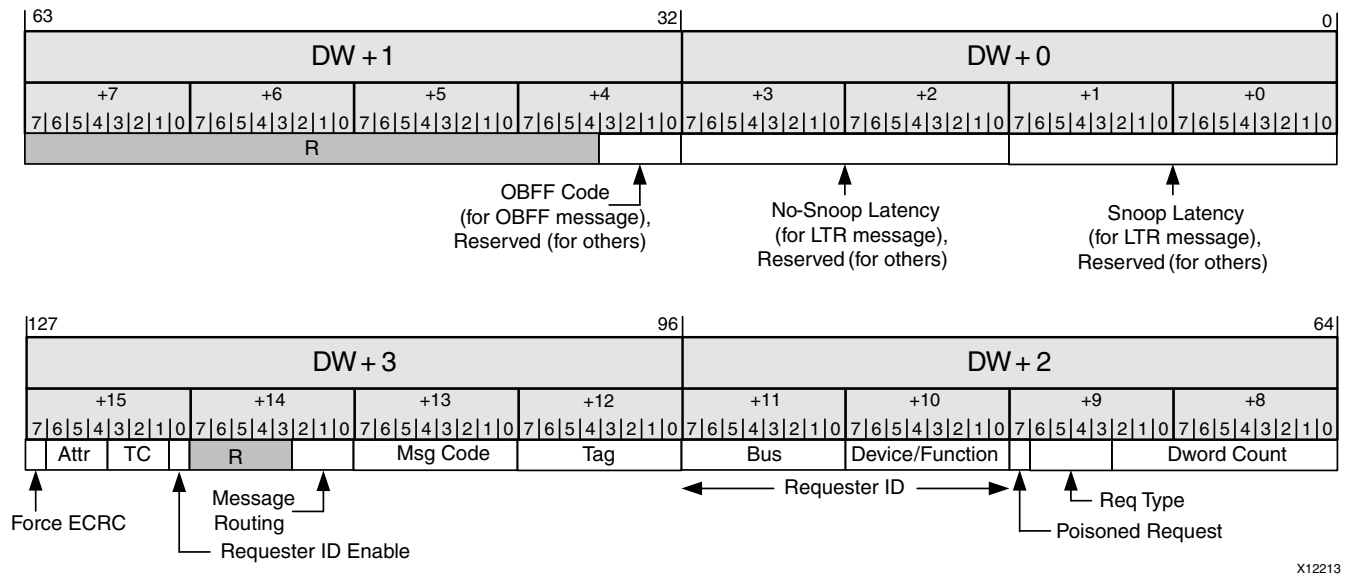 63 32 0
DW + 1 DW + 0
+7 +6 +5 +4 +3 +2 +1 +0
7|6|5|4|3|2|1|0 7|6|5|4|3|2|1|0 7|6|5|4|3|2|1|0 7|6|5|4|3|2|1|0 7|6|5|4|3|2|1|0 7|6|5|4|3|2|1|0 7|6|5|4|3|2|1|0 7|6|5|4|3|2|1|0
R
OBFF Code
(for OBFF message),
Reserved (for others)
No-Snoop Latency
(for LTR message),
Reserved (for others)
Snoop Latency
(for LTR message),
Reserved (for others)
127 96 64
DW + 3 DW + 2
+15 +14 +13 +12 +11 +10 +9 +8
7|6|5|4|3|2|1|0 7|6|5|4|3|2|1|0 7|6|5|4|3|2|1|0 7|6|5|4|3|2|1|0 7|6|5|4|3|2|1|0 7|6|5|4|3|2|1|0 7|6|5|4|3|2|1|0 7|6|5|4|3|2|1|0
Attr TC R Msg Code Tag Bus Device/Function Dword Count
Force ECRC
Requester ID Enable
Message
Routing
Requester ID
Req Type
Poisoned Request
X12213